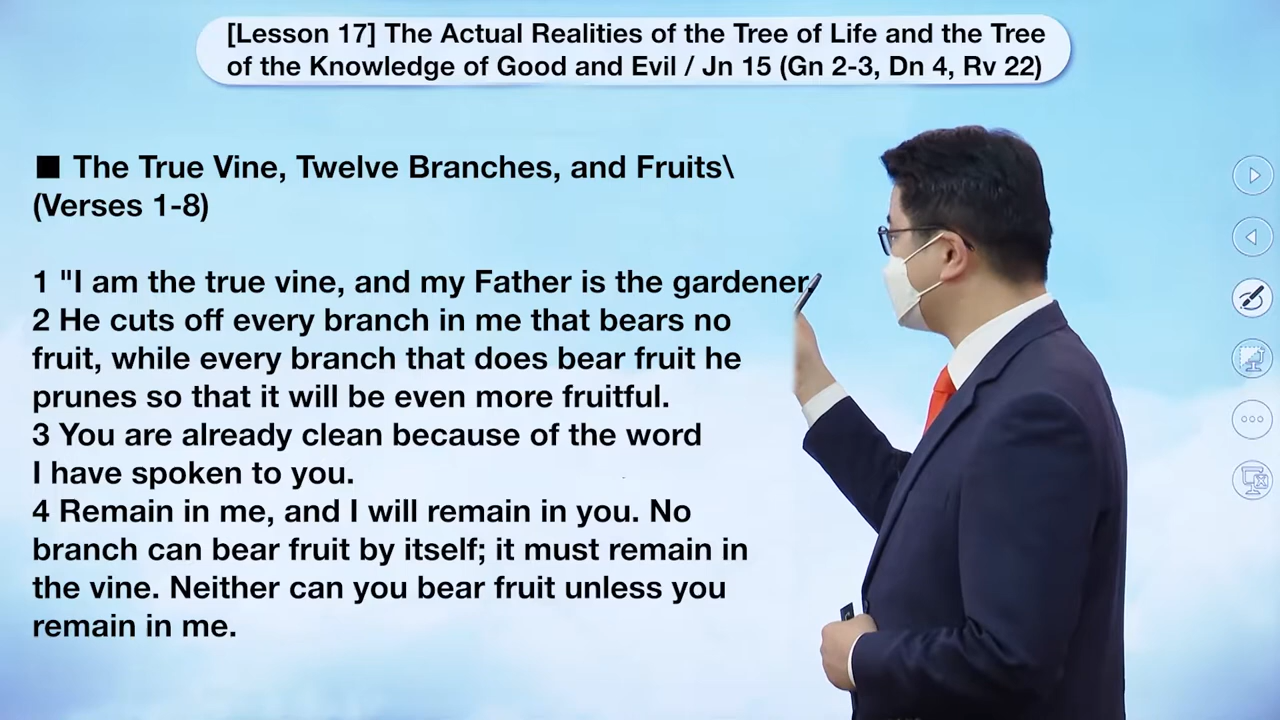 [Lesson 17] The Actual Realities of the Tree of Life and the Tree
of the Knowledge of Good and Evil / Jn 15 (Gn 2-3, Dn 4, Rv 22)
■ The True Vine, Twelve Branches, and Fruits\
(Verses 1-8)
1 "I am the true vine, and my Father is the gardener.
2 He cuts off every branch in me that bears no
fruit, while every branch that does bear fruit he
prunes so that it will be even more fruitful.
3 You are already clean because of the word
I have spoken to you.
4 Remain in me, and I will remain in you. No
branch can bear fruit by itself; it must remain in
the vine. Neither can you bear fruit unless you
remain in me.